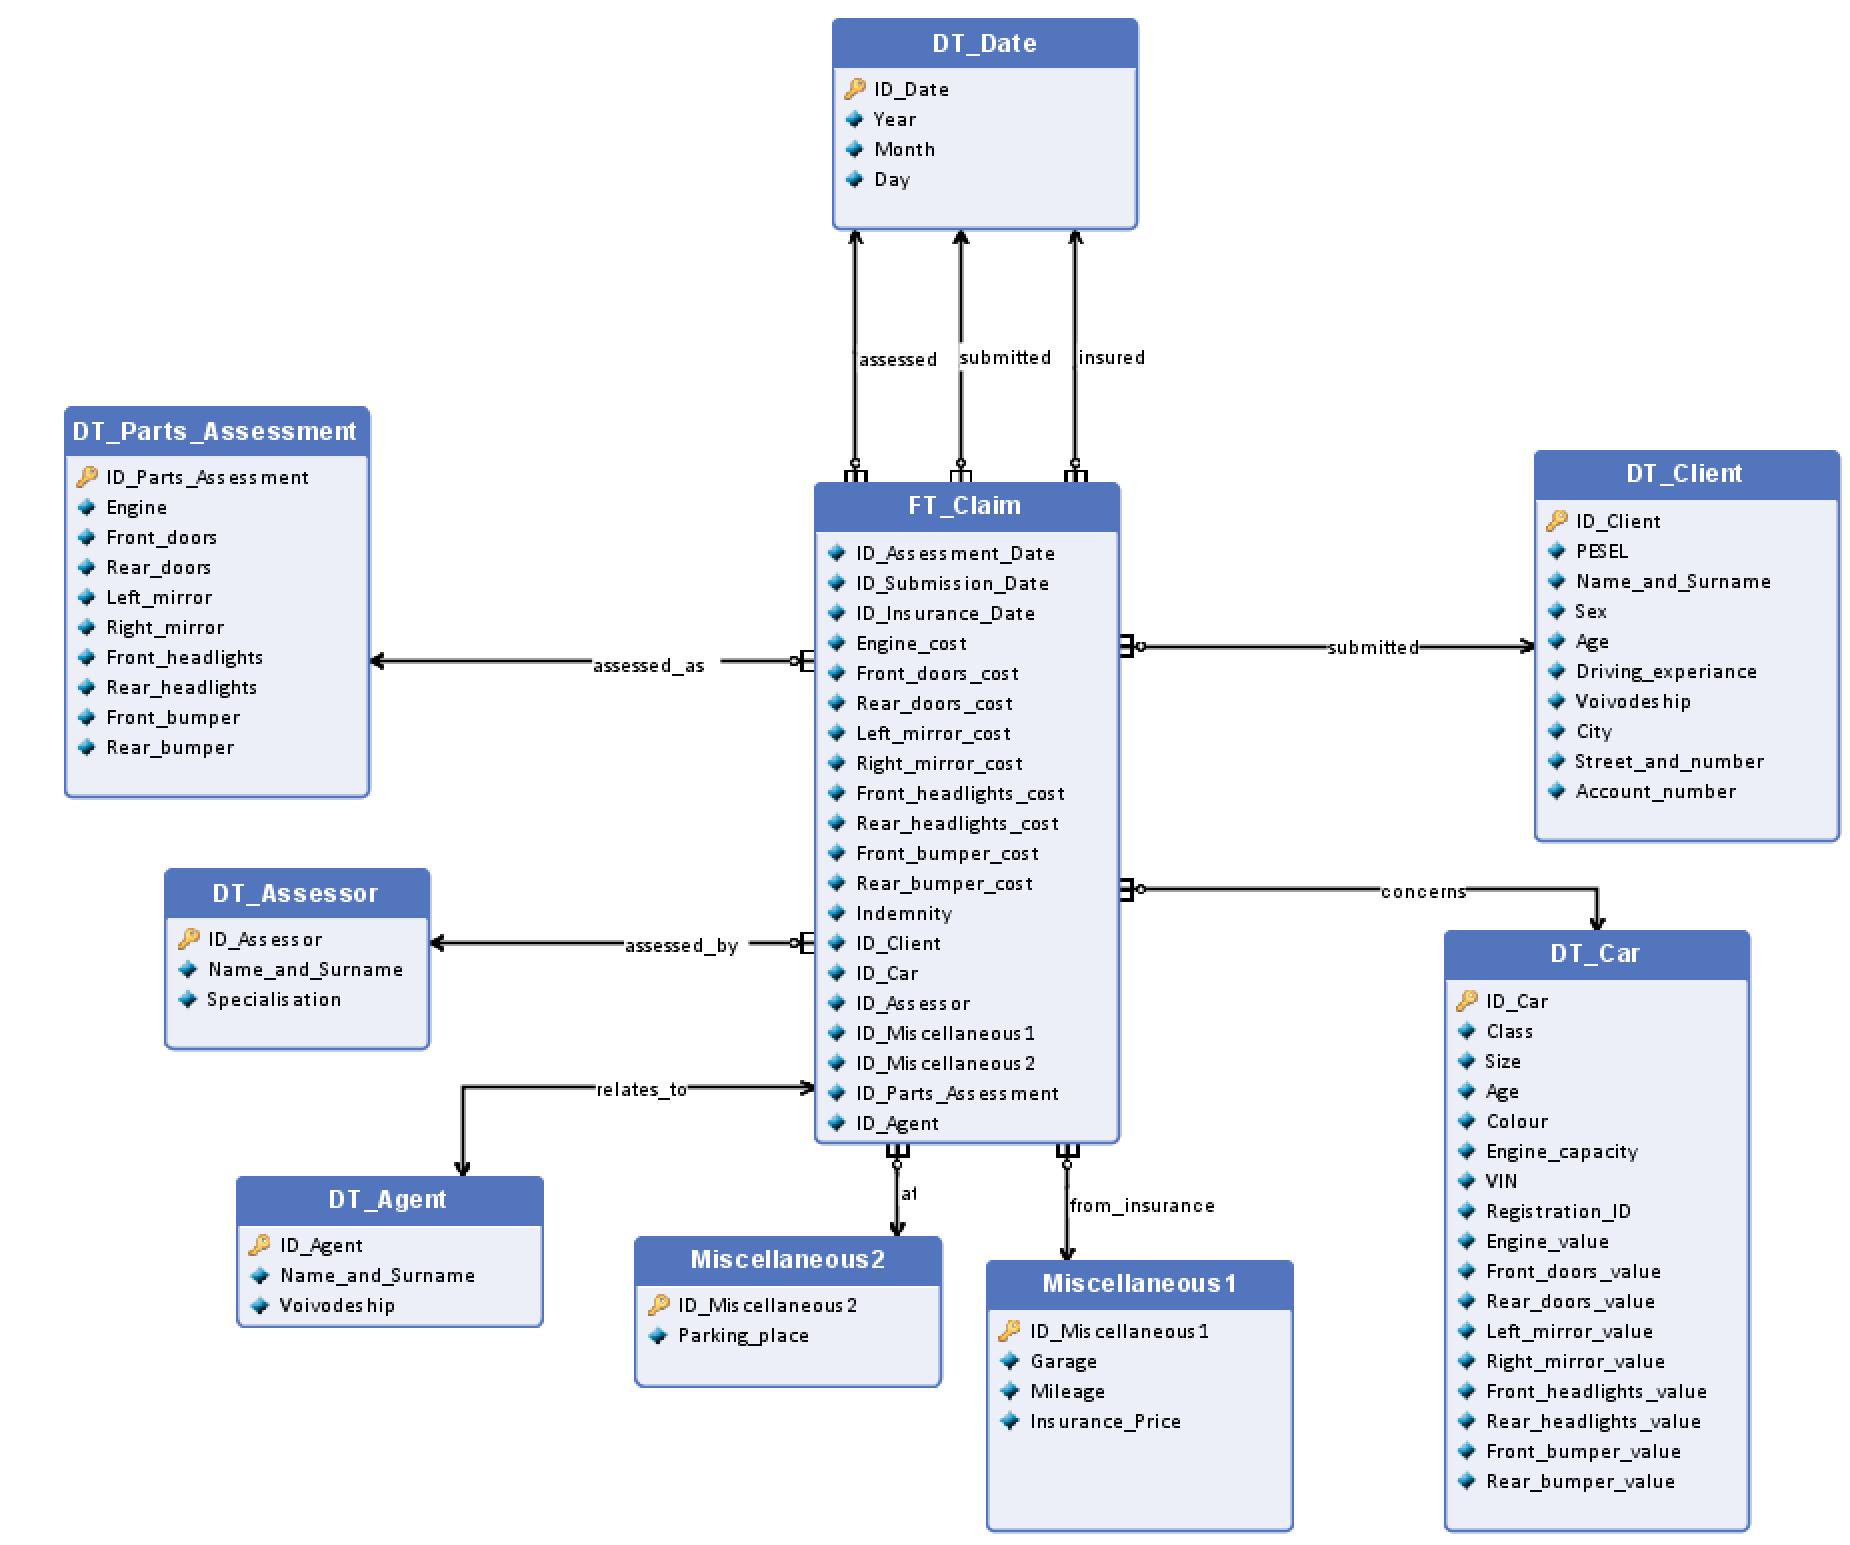 DT_Date
ID_Date
Year
Month
Day
assessed
submitted
insured
DT_Parts_Assessment
ID_Parts_Assessment
Engine
Front_doors
Rear_doors
Left_mirror
Right_mirror
Front_headlights
Rear_headlights
Front_bumper
Rear_bumper
assessed_as
FT_Claim
ID_Assessment_Date
ID_Submission_Date
ID_Insurance_Date
Engine_cost
Front_doors_cost
Rear_doors_cost
Left_mirror_cost
Right_mirror_cost
Front_headlights_cost
Rear_headlights_cost
Front_bumper_cost
Rear_bumper_cost
Indemnity
ID_Client
ID_Car
ID_Assessor
ID_Miscellaneous1
ID_Miscellaneous2
ID_Parts_Assessment
ID_Agent
submitted
DT_Client
ID_Client
PESEL
Name_and_Surname
Sex
Age
Driving_experiance
Voivodeship
City
Street_and_number
Account_number
DT_Assessor
ID_Assessor
Name_and_Surname
Specialisation
assessed_by
concerns
DT_Car
ID_Car
Class
Size
Age
Colour
Engine_capacity
VIN
Registration_ID
Engine_value
Front_doors_value
Rear_doors_value
Left_mirror_value
Right_mirror_value
Front_headlights_value
Rear_headlights_value
Front_bumper_value
Rear_bumper_value
relates_to
DT_Agent
ID_Agent
Name_and_Surname
Voivodeship
at
Miscellaneous2
ID_Miscellaneous2
Parking_place
from_insurance
Miscellaneous1
ID_Miscellaneous1
Garage
Mileage
Insurance_Price